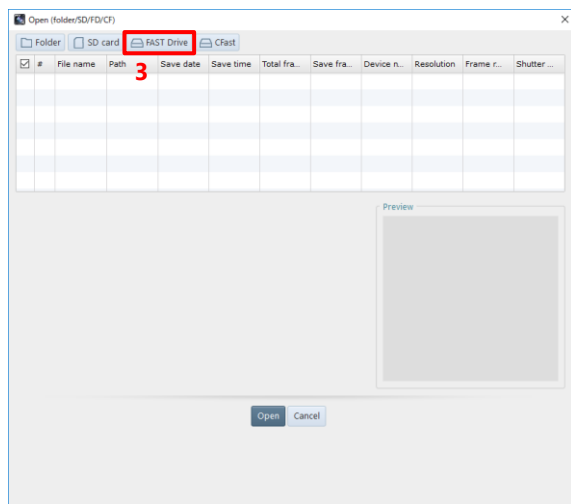 Open (folder/SD/FD/CF)
Folder SD card FAST Drive CFast
# File name Path Save date Save time Total fra... Save fra... Device n... Resolution Frame r... Shutter ...
3
Preview
Open Cancel